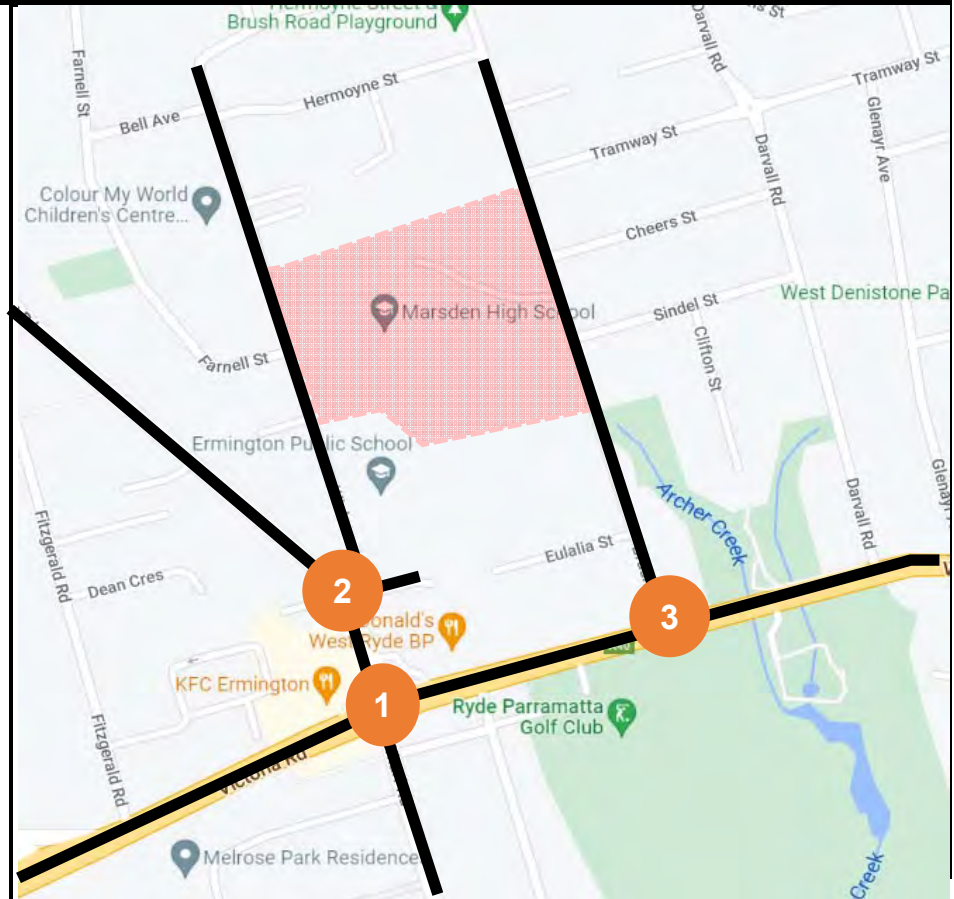 Hermoyne Street &
Brush Road Playground
Darvall Rd
Farnell St
Tramway St
Hermoyne St
Bell Ave
Glenayr Ave
Tramway St
Darvall Rd
Colour My World
Children's Centre...
Cheers St
West Denistone Pa
Sindel St
Marsden High School
Clifton St
Farnell St
Ermington Public School
Archer Creek
Darvall Rd
Fitzgerald Rd
Eulalia St
Dean Cres
2
3
onald's
West Ryde BP
KFC Ermington
1
Ryde Parramatta
Golf Club
Fitzgerald Rd
Victoria Rd
Melrose Park Residence
Creek